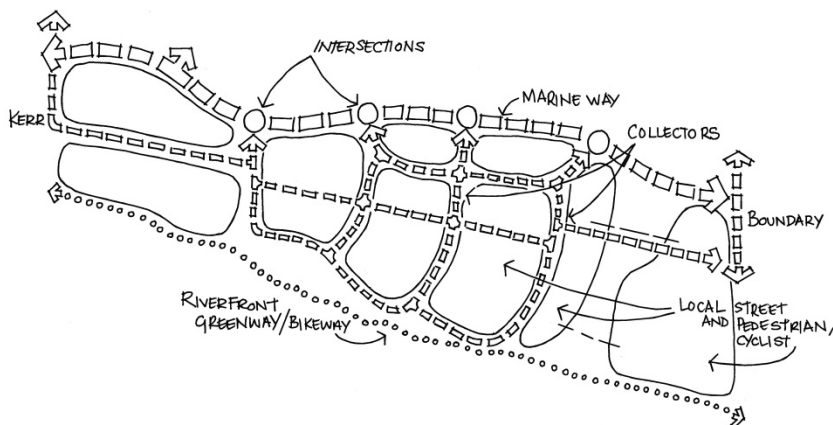 INTERSECTIONS
MARINE WAY
KERR
COLLECTORS
BOUNDARY
RIVERFRONT
GREENWAY/BIKEWAY
LOCAL STREET
AND PEDESTRIAN/
CYCLIST